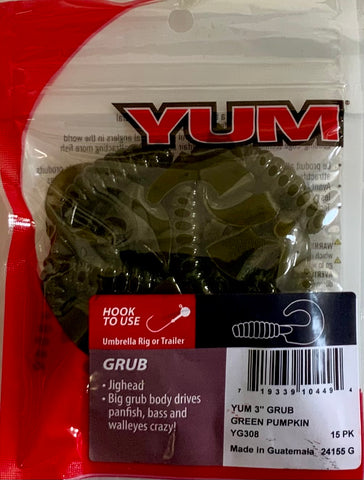 YUM
HOOK
TO USE
Umbrella Rig or Trailer
GRUB
• Jighead
• Big grub body drives
panfish, bass and
walleyes crazy!
7 19339 10449 4
YUM 3" GRUB
GREEN PUMPKIN
YG308 15 PK
Made in Guatemala 24155 G